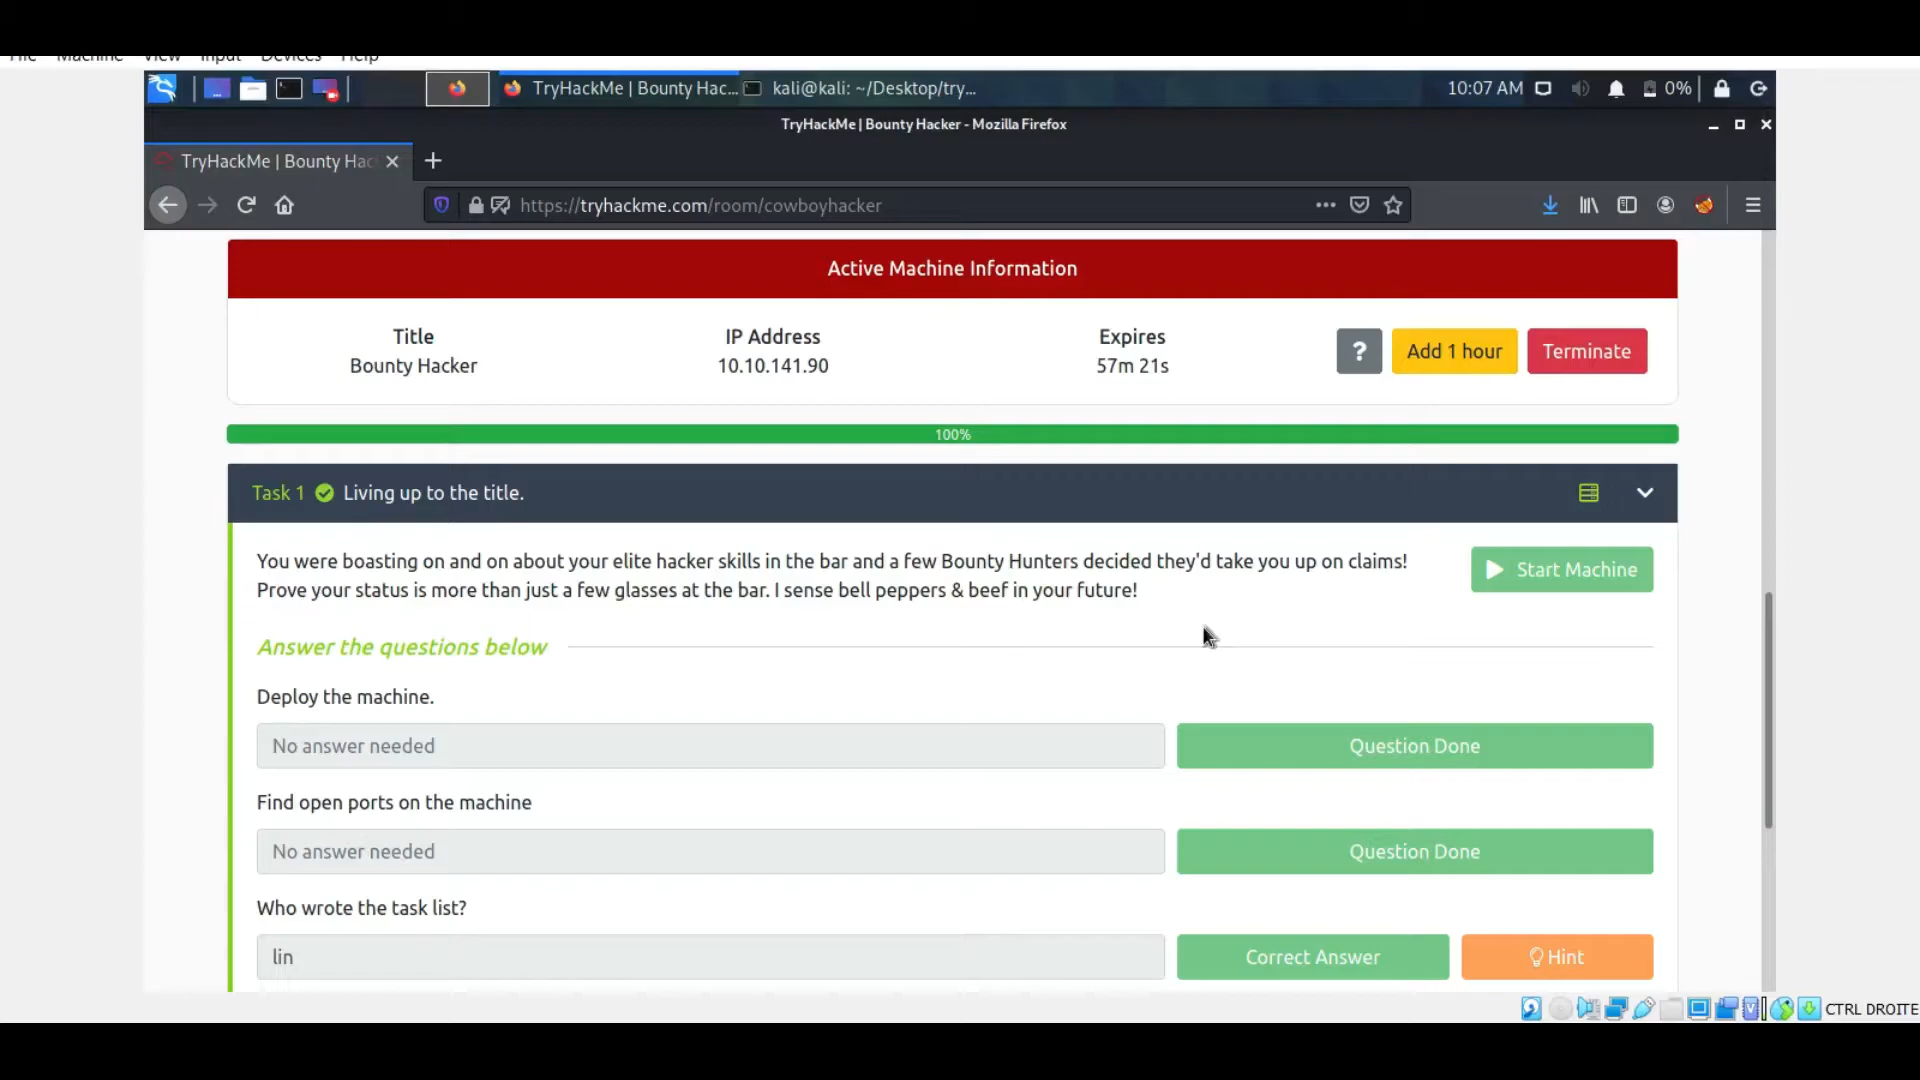 File Machine View Input Devices Help
TryHackMe | Bounty Hac... kali@kali: ~/Desktop/try... 10:07 AM 0%
TryHackMe | Bounty Hacker - Mozilla Firefox
TryHackMe | Bounty Hac
https://tryhackme.com/room/cowboyhacker
Active Machine Information
Title IP Address Expires
Bounty Hacker 10.10.141.90 57m 21s
? Add 1 hour Terminate
100%
Task 1 Living up to the title.
You were boasting on and on about your elite hacker skills in the bar and a few Bounty Hunters decided they'd take you up on claims!
Prove your status is more than just a few glasses at the bar. I sense bell peppers & beef in your future!
Start Machine
Answer the questions below
Deploy the machine.
No answer needed Question Done
Find open ports on the machine
No answer needed Question Done
Who wrote the task list?
lin Correct Answer Hint
CTRL DROITE